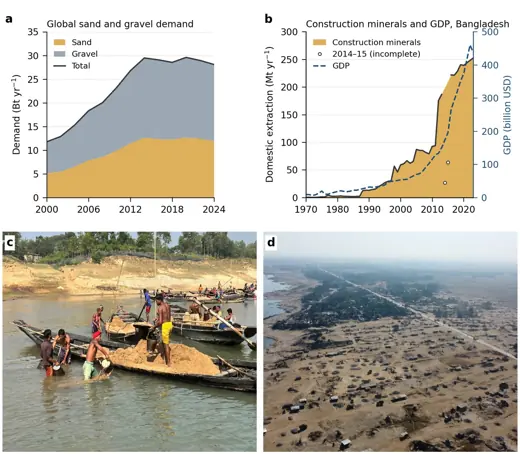 a
Global sand and gravel demand
35
30
25
20
15
10
5
0
Demand (Bt yr⁻¹)
Sand
Gravel
Total
2000
2006
2012
2018
2024
b
Construction minerals and GDP, Bangladesh
300
250
200
150
100
50
0
Domestic extraction (Mt yr⁻¹)
Construction minerals
2014–15 (incomplete)
GDP
500
400
300
200
100
0
GDP (billion USD)
1970
1980
1990
2000
2010
2020
c
d